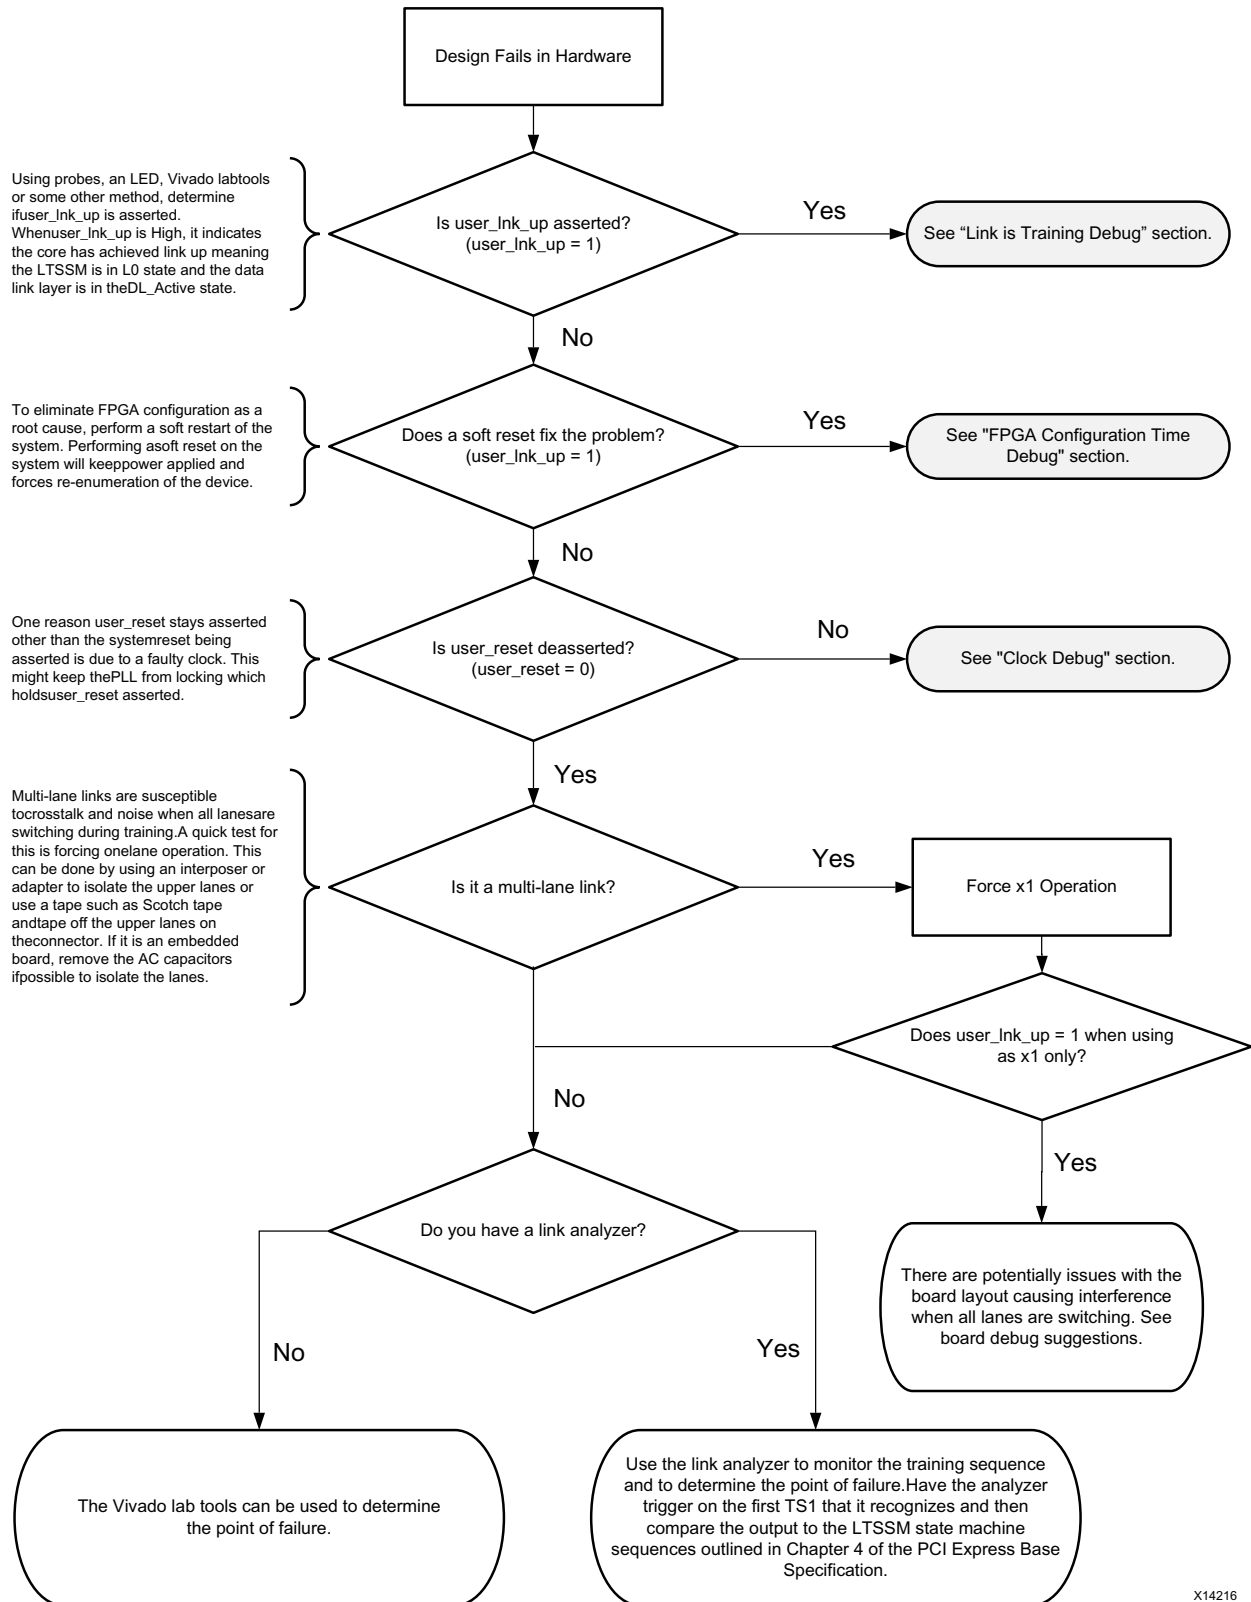 Design Fails in Hardware
Using probes, an LED, Vivado labtools
or some other method, determine
ifuser_lnk_up is asserted.
Whenuser_lnk_up is High, it indicates
the core has achieved link up meaning
the LTSSM is in L0 state and the data
link layer is in theDL_Active state.
Is user_lnk_up asserted?
(user_lnk_up = 1)
Yes
See “Link is Training Debug” section.
No
To eliminate FPGA configuration as a
root cause, perform a soft restart of the
system. Performing asoft reset on the
system will keeppower applied and
forces re-enumeration of the device.
Does a soft reset fix the problem?
(user_lnk_up = 1)
Yes
See "FPGA Configuration Time
Debug" section.
No
One reason user_reset stays asserted
other than the systemreset being
asserted is due to a faulty clock. This
might keep thePLL from locking which
holdsuser_reset asserted.
Is user_reset deasserted?
(user_reset = 0)
No
See "Clock Debug" section.
Yes
Multi-lane links are susceptible
tocrosstalk and noise when all lanesare
switching during training.A quick test for
this is forcing onelane operation. This
can be done by using an interposer or
adapter to isolate the upper lanes or
use a tape such as Scotch tape
andtape off the upper lanes on
theconnector. If it is an embedded
board, remove the AC capacitors
ifpossible to isolate the lanes.
Is it a multi-lane link?
Yes
Force x1 Operation
Does user_lnk_up = 1 when using
as x1 only?
No
Yes
Do you have a link analyzer?
There are potentially issues with the
board layout causing interference
when all lanes are switching. See
board debug suggestions.
No
Yes
The Vivado lab tools can be used to determine
the point of failure.
Use the link analyzer to monitor the training sequence
and to determine the point of failure.Have the analyzer
trigger on the first TS1 that it recognizes and then
compare the output to the LTSSM state machine
sequences outlined in Chapter 4 of the PCI Express Base
Specification.
X14216